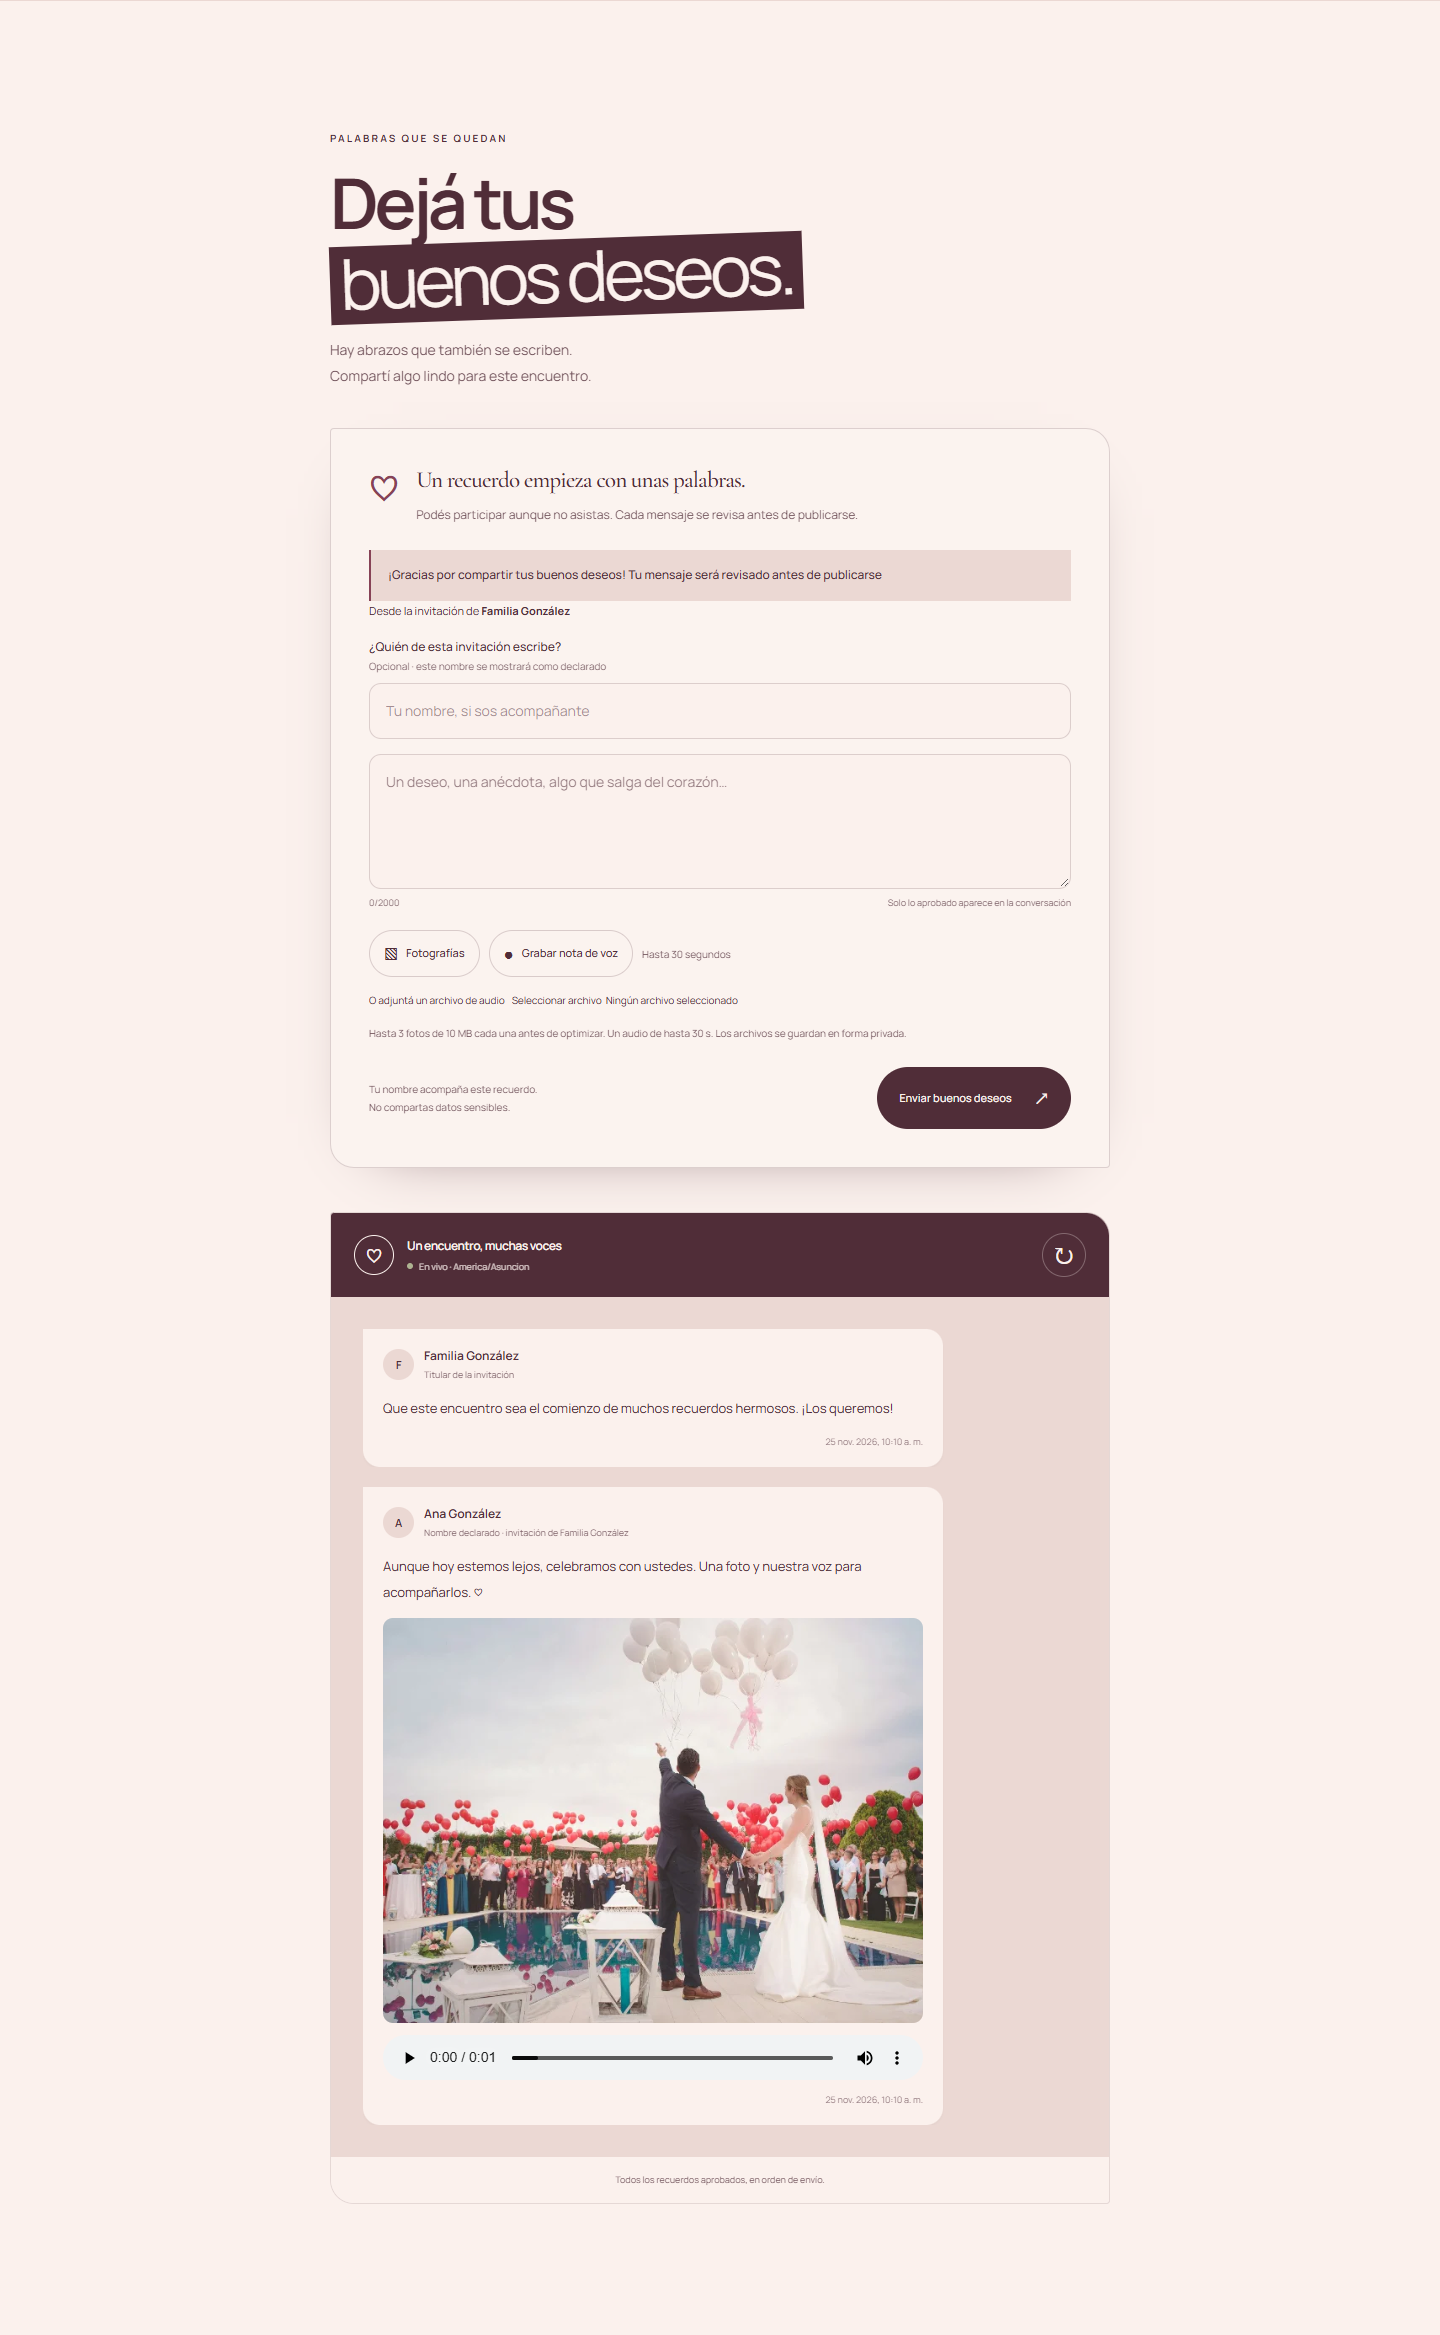 PALABRAS QUE SE QUEDAN
Dejá tus
buenos deseos.
Hay abrazos que también se escriben.
Compartí algo lindo para este encuentro.
Un recuerdo empieza con unas palabras.
Podés participar aunque no asistas. Cada mensaje se revisa antes de publicarse.
¡Gracias por compartir tus buenos deseos! Tu mensaje será revisado antes de publicarse
Desde la invitación de Familia González
¿Quién de esta invitación escribe?
Opcional · este nombre se mostrará como declarado
Tu nombre, si sos acompañante
Un deseo, una anécdota, algo que salga del corazón…
0/2000
Solo lo aprobado aparece en la conversación
Fotografías
Grabar nota de voz
Hasta 30 segundos
O adjuntá un archivo de audio Seleccionar archivo Ningún archivo seleccionado
Hasta 3 fotos de 10 MB cada una antes de optimizar. Un audio de hasta 30 s. Los archivos se guardan en forma privada.
Tu nombre acompaña este recuerdo.
No compartas datos sensibles.
Enviar buenos deseos ↗
Un encuentro, muchas voces
En vivo · America/Asuncion
F
Familia González
Titular de la invitación
Que este encuentro sea el comienzo de muchos recuerdos hermosos. ¡Los queremos!
25 nov. 2026, 10:10 a. m.
A
Ana González
Nombre declarado · invitación de Familia González
Aunque hoy estemos lejos, celebramos con ustedes. Una foto y nuestra voz para
acompañarlos. ♡
0:00 / 0:01
25 nov. 2026, 10:10 a. m.
Todos los recuerdos aprobados, en orden de envío.